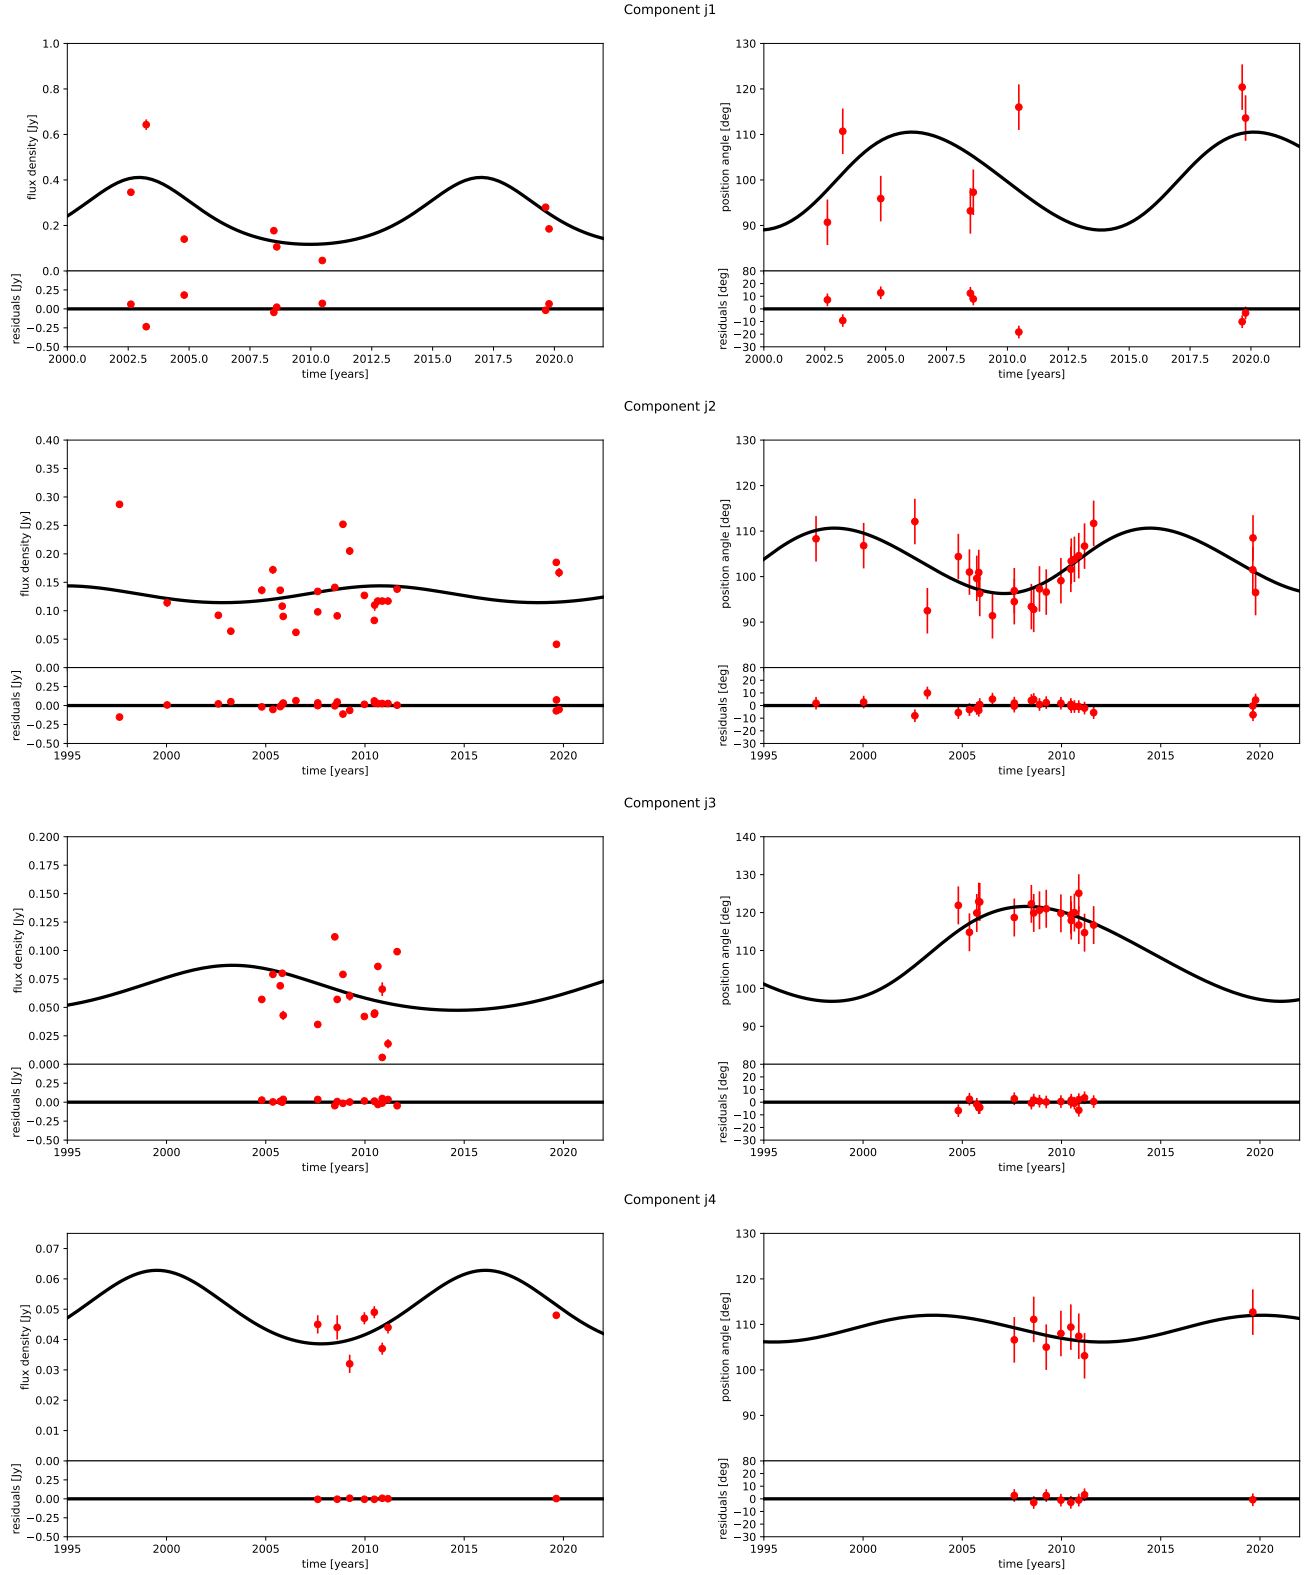 Component j1
1.0
0.8
0.6
0.4
0.2
0.0
flux density [Jy]
0.25
0.00
−0.25
−0.50
residuals [Jy]
2000.0 2002.5 2005.0 2007.5 2010.0 2012.5 2015.0 2017.5 2020.0
time [years]
130
120
110
100
90
80
position angle [deg]
20
10
0
−10
−20
−30
residuals [deg]
2000.0 2002.5 2005.0 2007.5 2010.0 2012.5 2015.0 2017.5 2020.0
time [years]
Component j2
0.40
0.35
0.30
0.25
0.20
0.15
0.10
0.05
0.00
flux density [Jy]
0.25
0.00
−0.25
−0.50
residuals [Jy]
1995 2000 2005 2010 2015 2020
time [years]
130
120
110
100
90
80
position angle [deg]
20
10
0
−10
−20
−30
residuals [deg]
1995 2000 2005 2010 2015 2020
time [years]
Component j3
0.200
0.175
0.150
0.125
0.100
0.075
0.050
0.025
0.000
flux density [Jy]
0.25
0.00
−0.25
−0.50
residuals [Jy]
1995 2000 2005 2010 2015 2020
time [years]
140
130
120
110
100
90
80
position angle [deg]
20
10
0
−10
−20
−30
residuals [deg]
1995 2000 2005 2010 2015 2020
time [years]
Component j4
0.07
0.06
0.05
0.04
0.03
0.02
0.01
0.00
flux density [Jy]
0.25
0.00
−0.25
−0.50
residuals [Jy]
1995 2000 2005 2010 2015 2020
time [years]
130
120
110
100
90
80
position angle [deg]
20
10
0
−10
−20
−30
residuals [deg]
1995 2000 2005 2010 2015 2020
time [years]